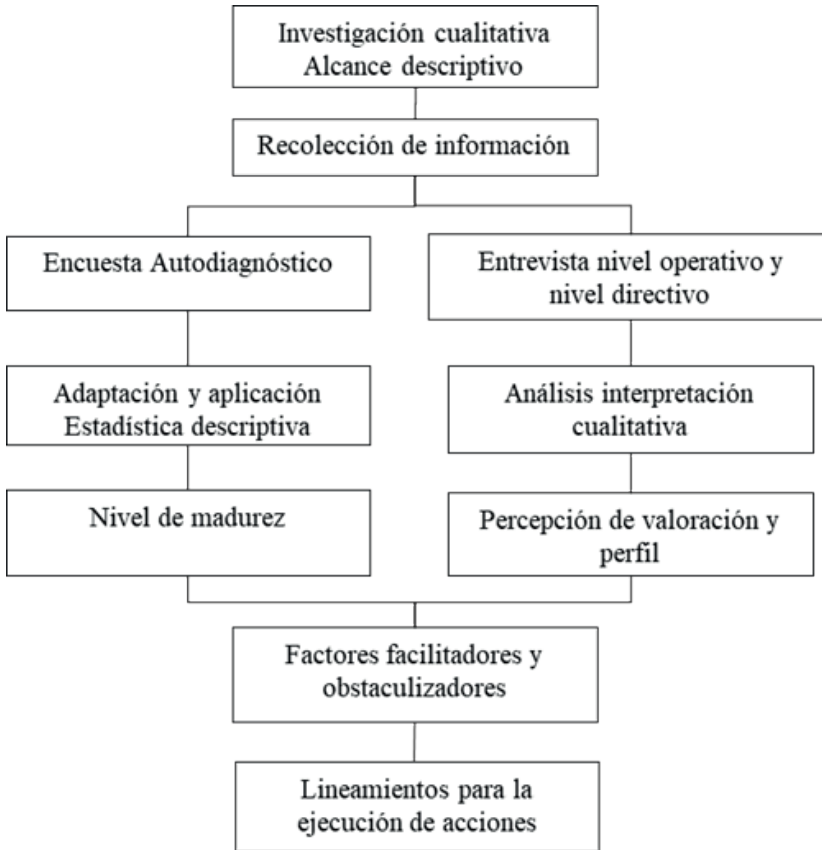 Investigación cualitativa
Alcance descriptivo
Recolección de información
Encuesta Autodiagnóstico
Entrevista nivel operativo y
nivel directivo
Adaptación y aplicación
Estadística descriptiva
Análisis interpretación
cualitativa
Nivel de madurez
Percepción de valoración y
perfil
Factores facilitadores y
obstaculizadores
Lineamientos para la
ejecución de acciones